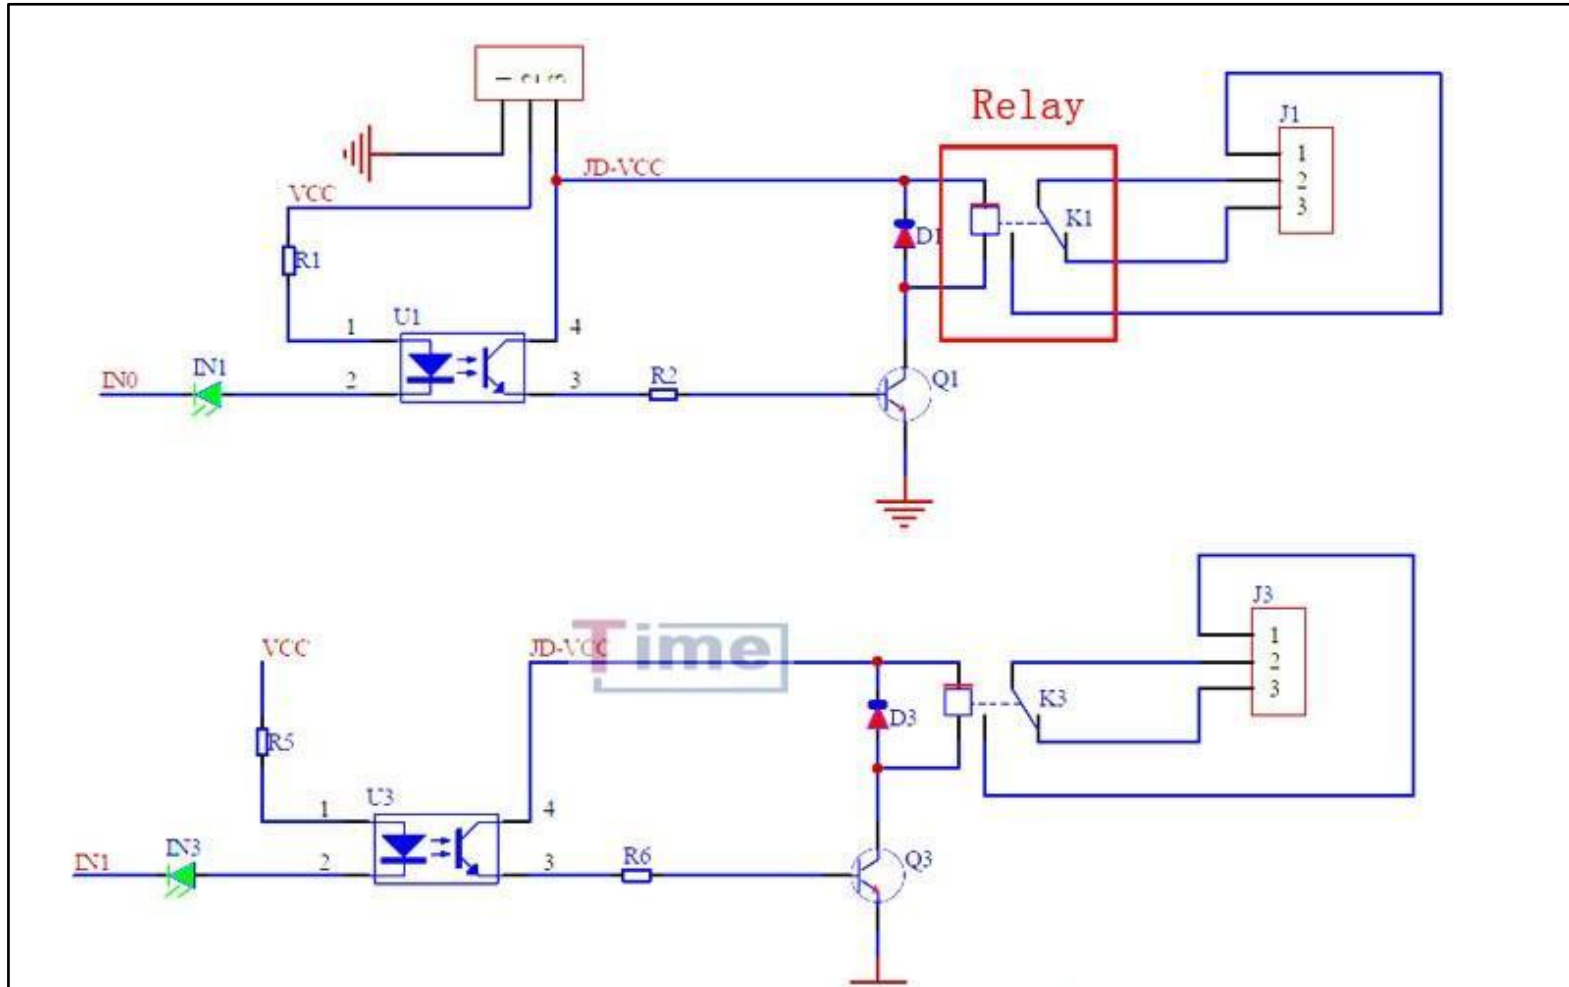 Relay
J1
JD-VCC
1
2
3
VCC
K1
D1
R1
U1
1
4
IN0
IN1
2
3
R2
Q1
J3
VCC
JD-VCC
Time
1
2
3
K3
D3
R5
U3
1
4
IN1
IN3
2
3
R6
Q3